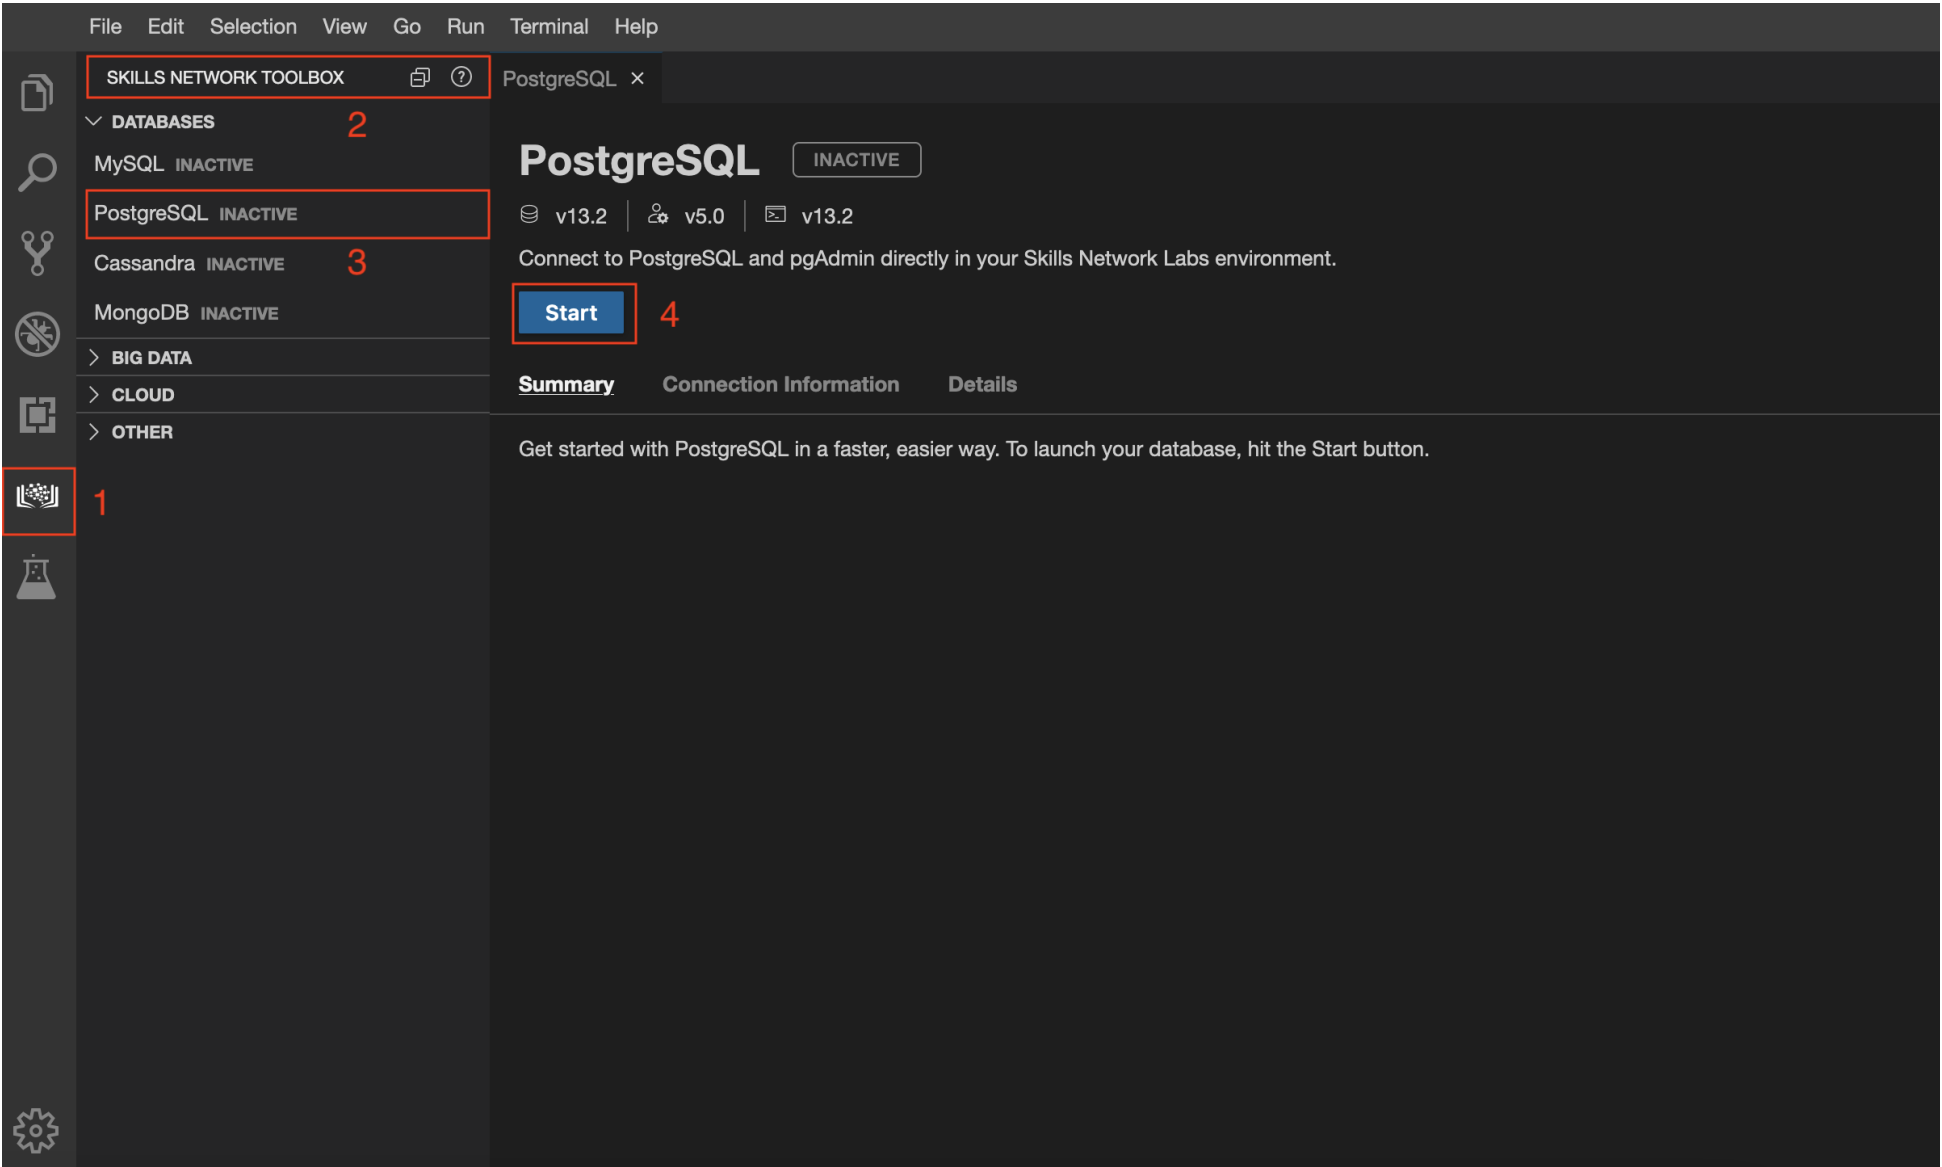 File Edit Selection View Go Run Terminal Help
SKILLS NETWORK TOOLBOX
PostgreSQL
DATABASES
2
MySQL INACTIVE
PostgreSQL INACTIVE
Cassandra INACTIVE
3
MongoDB INACTIVE
BIG DATA
CLOUD
OTHER
1
PostgreSQL INACTIVE
v13.2 v5.0 v13.2
Connect to PostgreSQL and pgAdmin directly in your Skills Network Labs environment.
Start
4
Summary Connection Information Details
Get started with PostgreSQL in a faster, easier way. To launch your database, hit the Start button.